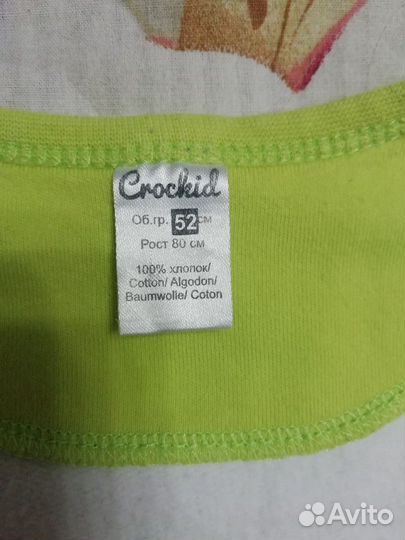 Crockid
Об.гр. 52 см
Рост 80 см
100% хлопок/
Cotton/ Algodon/
Baumwolle/ Coton
Avito